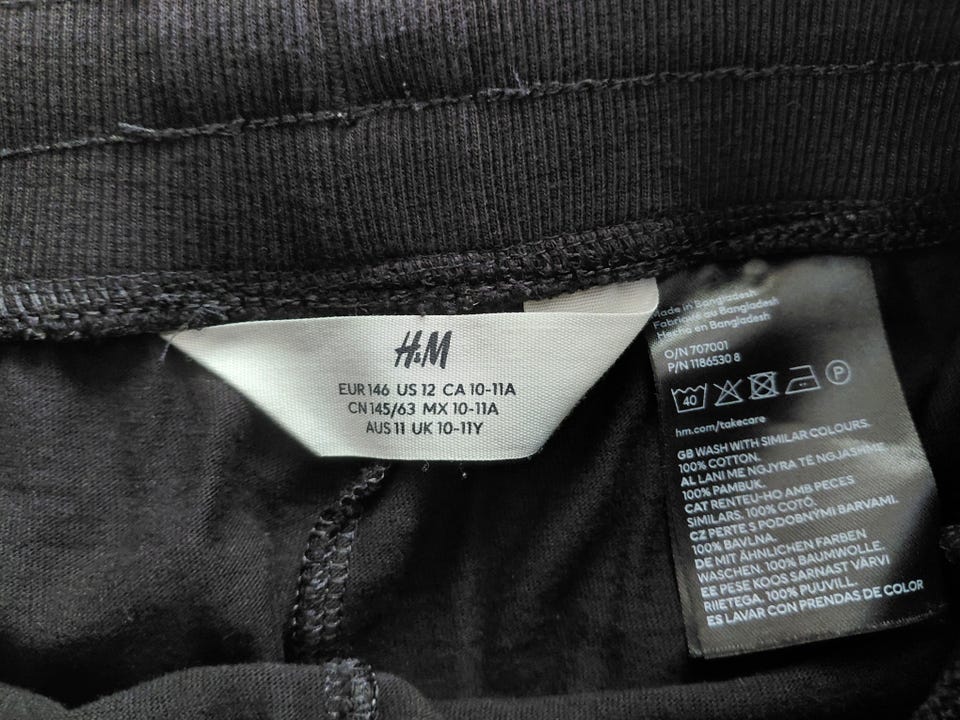 H&M
EUR 146 US 12 CA 10-11A
CN 145/63 MX 10-11A
AUS 11 UK 10-11Y
Made in Bangladesh
Fabriqué au Bangladesh
Hecho en Bangladesh
O/N 707001
P/N 1186530 8
40 P
hm.com/takecare
GB WASH WITH SIMILAR COLOURS.
100% COTTON.
AL LANI ME NGJYRA TË NGJASHME.
100% PAMBUK.
CAT RENTEU-HO AMB PECES
SIMILARS. 100% COTÓ.
CZ PERTE S PODOBNÝMI BARVAMI.
100% BAVLNA.
DE MIT ÄHNLICHEN FARBEN
WASCHEN. 100% BAUMWOLLE.
EE PESE KOOS SARNAST VÄRVI
RIIETEGA. 100% PUUVILL.
ES LAVAR CON PRENDAS DE COLOR